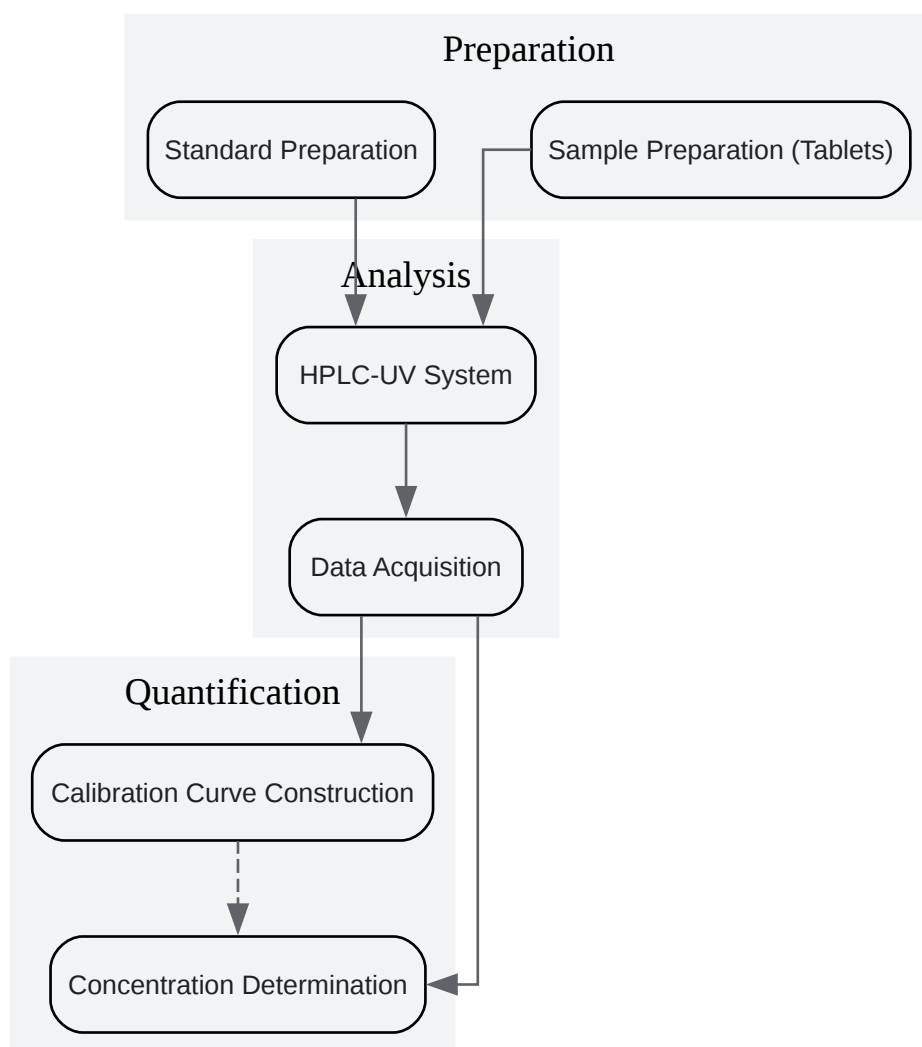 Preparation
Standard Preparation
Sample Preparation (Tablets)
Analysis
HPLC-UV System
Data Acquisition
Quantification
Calibration Curve Construction
Concentration Determination